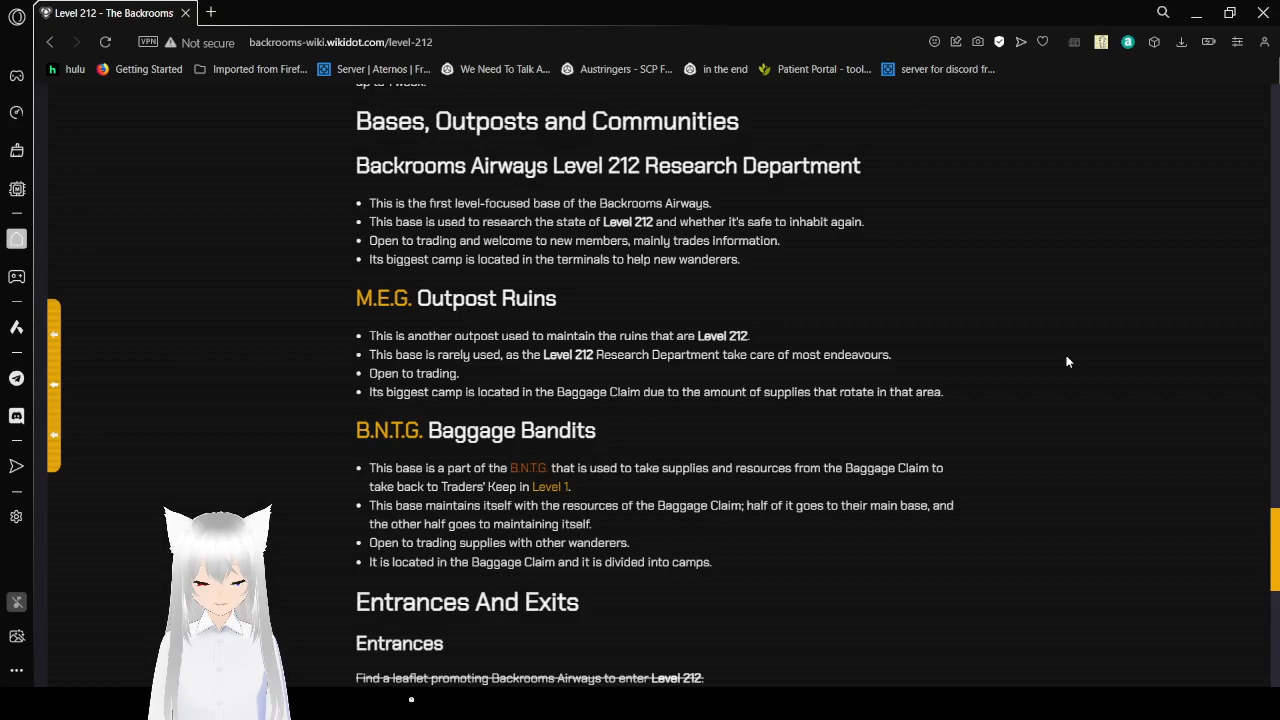 Level 212 - The Backrooms
VPN Not secure backrooms-wiki.wikidot.com/level-212
hulu Getting Started Imported from Firef... Server | Aternos | Fr... We Need To Talk A... Austringers - SCP F... in the end Patient Portal - tool... server for discord fr...
Bases, Outposts and Communities
Backrooms Airways Level 212 Research Department
• This is the first level-focused base of the Backrooms Airways.
• This base is used to research the state of Level 212 and whether it's safe to inhabit again.
• Open to trading and welcome to new members, mainly trades information.
• Its biggest camp is located in the terminals to help new wanderers.
M.E.G. Outpost Ruins
• This is another outpost used to maintain the ruins that are Level 212.
• This base is rarely used, as the Level 212 Research Department take care of most endeavours.
• Open to trading.
• Its biggest camp is located in the Baggage Claim due to the amount of supplies that rotate in that area.
B.N.T.G. Baggage Bandits
• This base is a part of the B.N.T.G. that is used to take supplies and resources from the Baggage Claim to
take back to Traders' Keep in Level 1.
• This base maintains itself with the resources of the Baggage Claim; half of it goes to their main base, and
the other half goes to maintaining itself.
• Open to trading supplies with other wanderers.
• It is located in the Baggage Claim and it is divided into camps.
Entrances And Exits
Entrances
Find a leaflet promoting Backrooms Airways to enter Level 212.